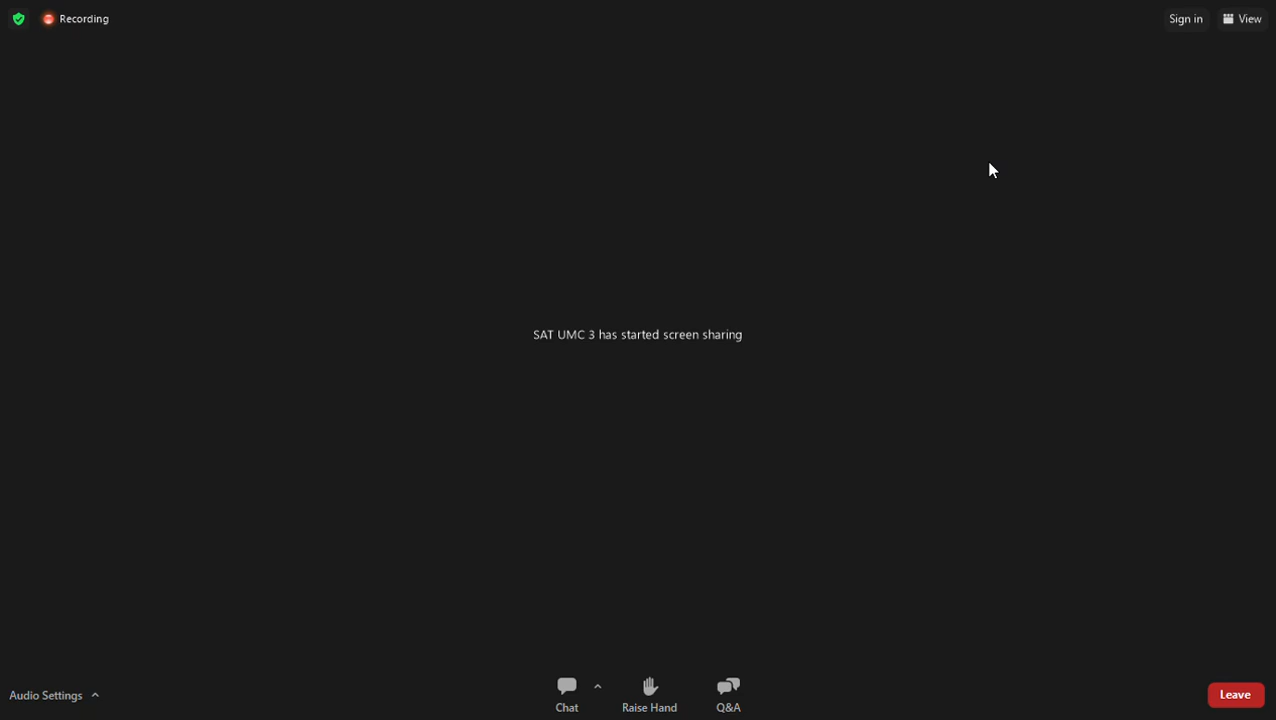 Recording
Sign in
View
SAT UMC 3 has started screen sharing
Audio Settings
Chat
Raise Hand
Q&A
Leave